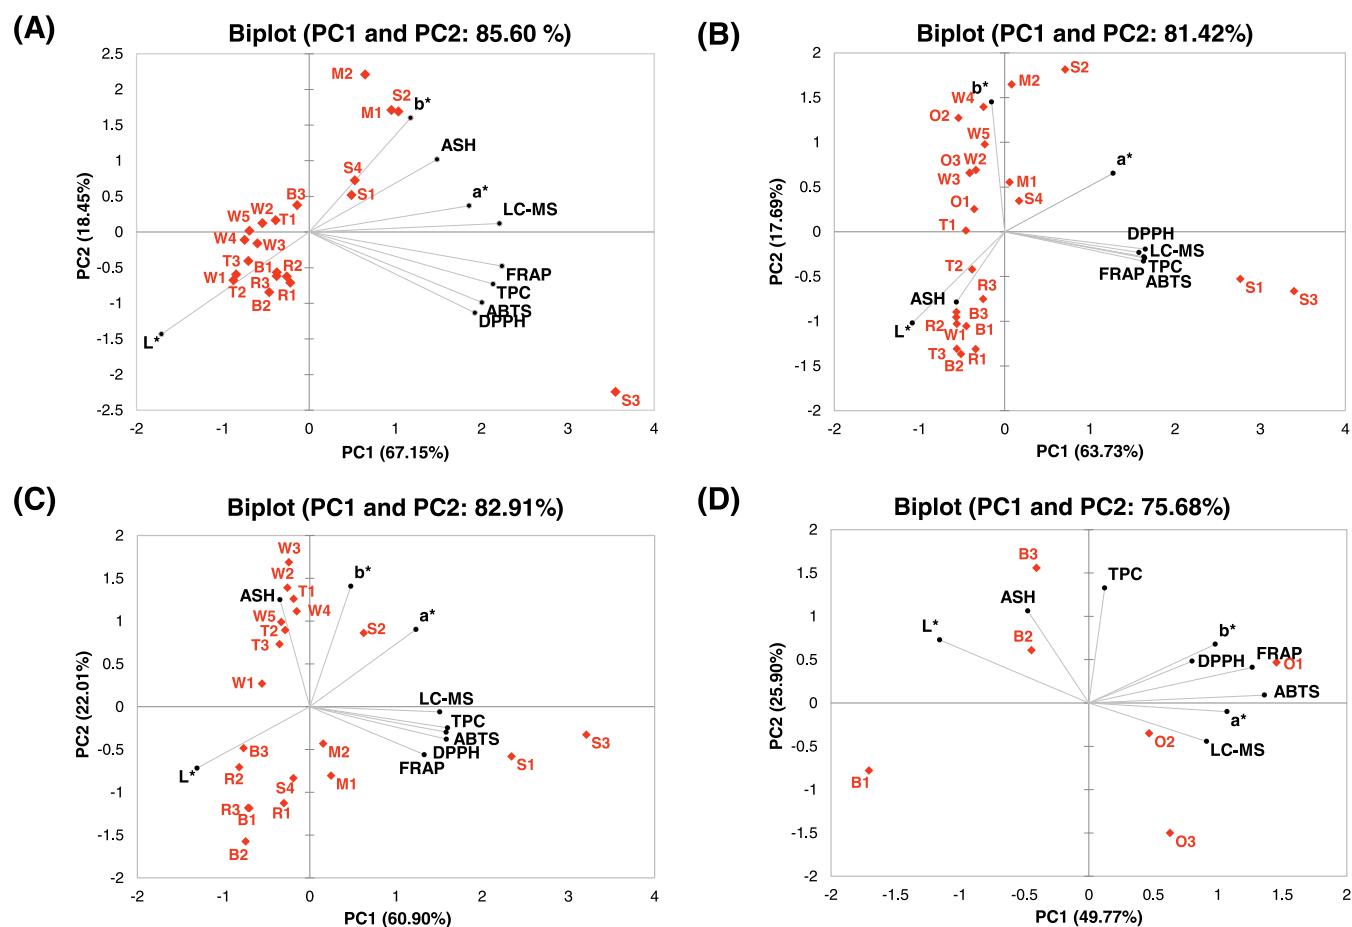 (A)
Biplot (PC1 and PC2: 85.60 %)
2.5
2
1.5
1
0.5
0
-0.5
-1
-1.5
-2
-2.5
PC2 (18.45%)
M2
S2
M1
b*
ASH
S4
S1
a*
B3
LC-MS
W2
W5
T1
W4
W3
T3
B1
R2
W1
R3
T2
R1
B2
FRAP
TPC
ABTS
DPPH
L*
S3
-2
-1
0
1
2
3
4
PC1 (67.15%)
(B)
Biplot (PC1 and PC2: 81.42%)
2
1.5
1
0.5
0
-0.5
-1
-1.5
-2
PC2 (17.69%)
S2
M2
b*
W4
O2
W5
O3
W2
W3
a*
M1
S4
O1
T1
DPPH
LC-MS
TPC
FRAP
ABTS
T2
R3
S1
S3
ASH
B3
L*
R2
W1
B1
T3
R1
B2
-2
-1
0
1
2
3
4
PC1 (63.73%)
(C)
Biplot (PC1 and PC2: 82.91%)
2
1.5
1
0.5
0
-0.5
-1
-1.5
-2
PC2 (22.01%)
W3
W2
b*
ASH
T1
W4
W5
a*
T2
S2
T3
W1
LC-MS
TPC
ABTS
DPPH
FRAP
S3
S1
B3
M2
L*
R2
S4
M1
R3
R1
B1
B2
-2
-1
0
1
2
3
4
PC1 (60.90%)
(D)
Biplot (PC1 and PC2: 75.68%)
2
1.5
1
0.5
0
-0.5
-1
-1.5
-2
PC2 (25.90%)
B3
TPC
ASH
L*
B2
b*
FRAP
DPPH
O1
ABTS
a*
O2
LC-MS
B1
O3
-2
-1
-0.5
0
0.5
1
1.5
2
PC1 (49.77%)